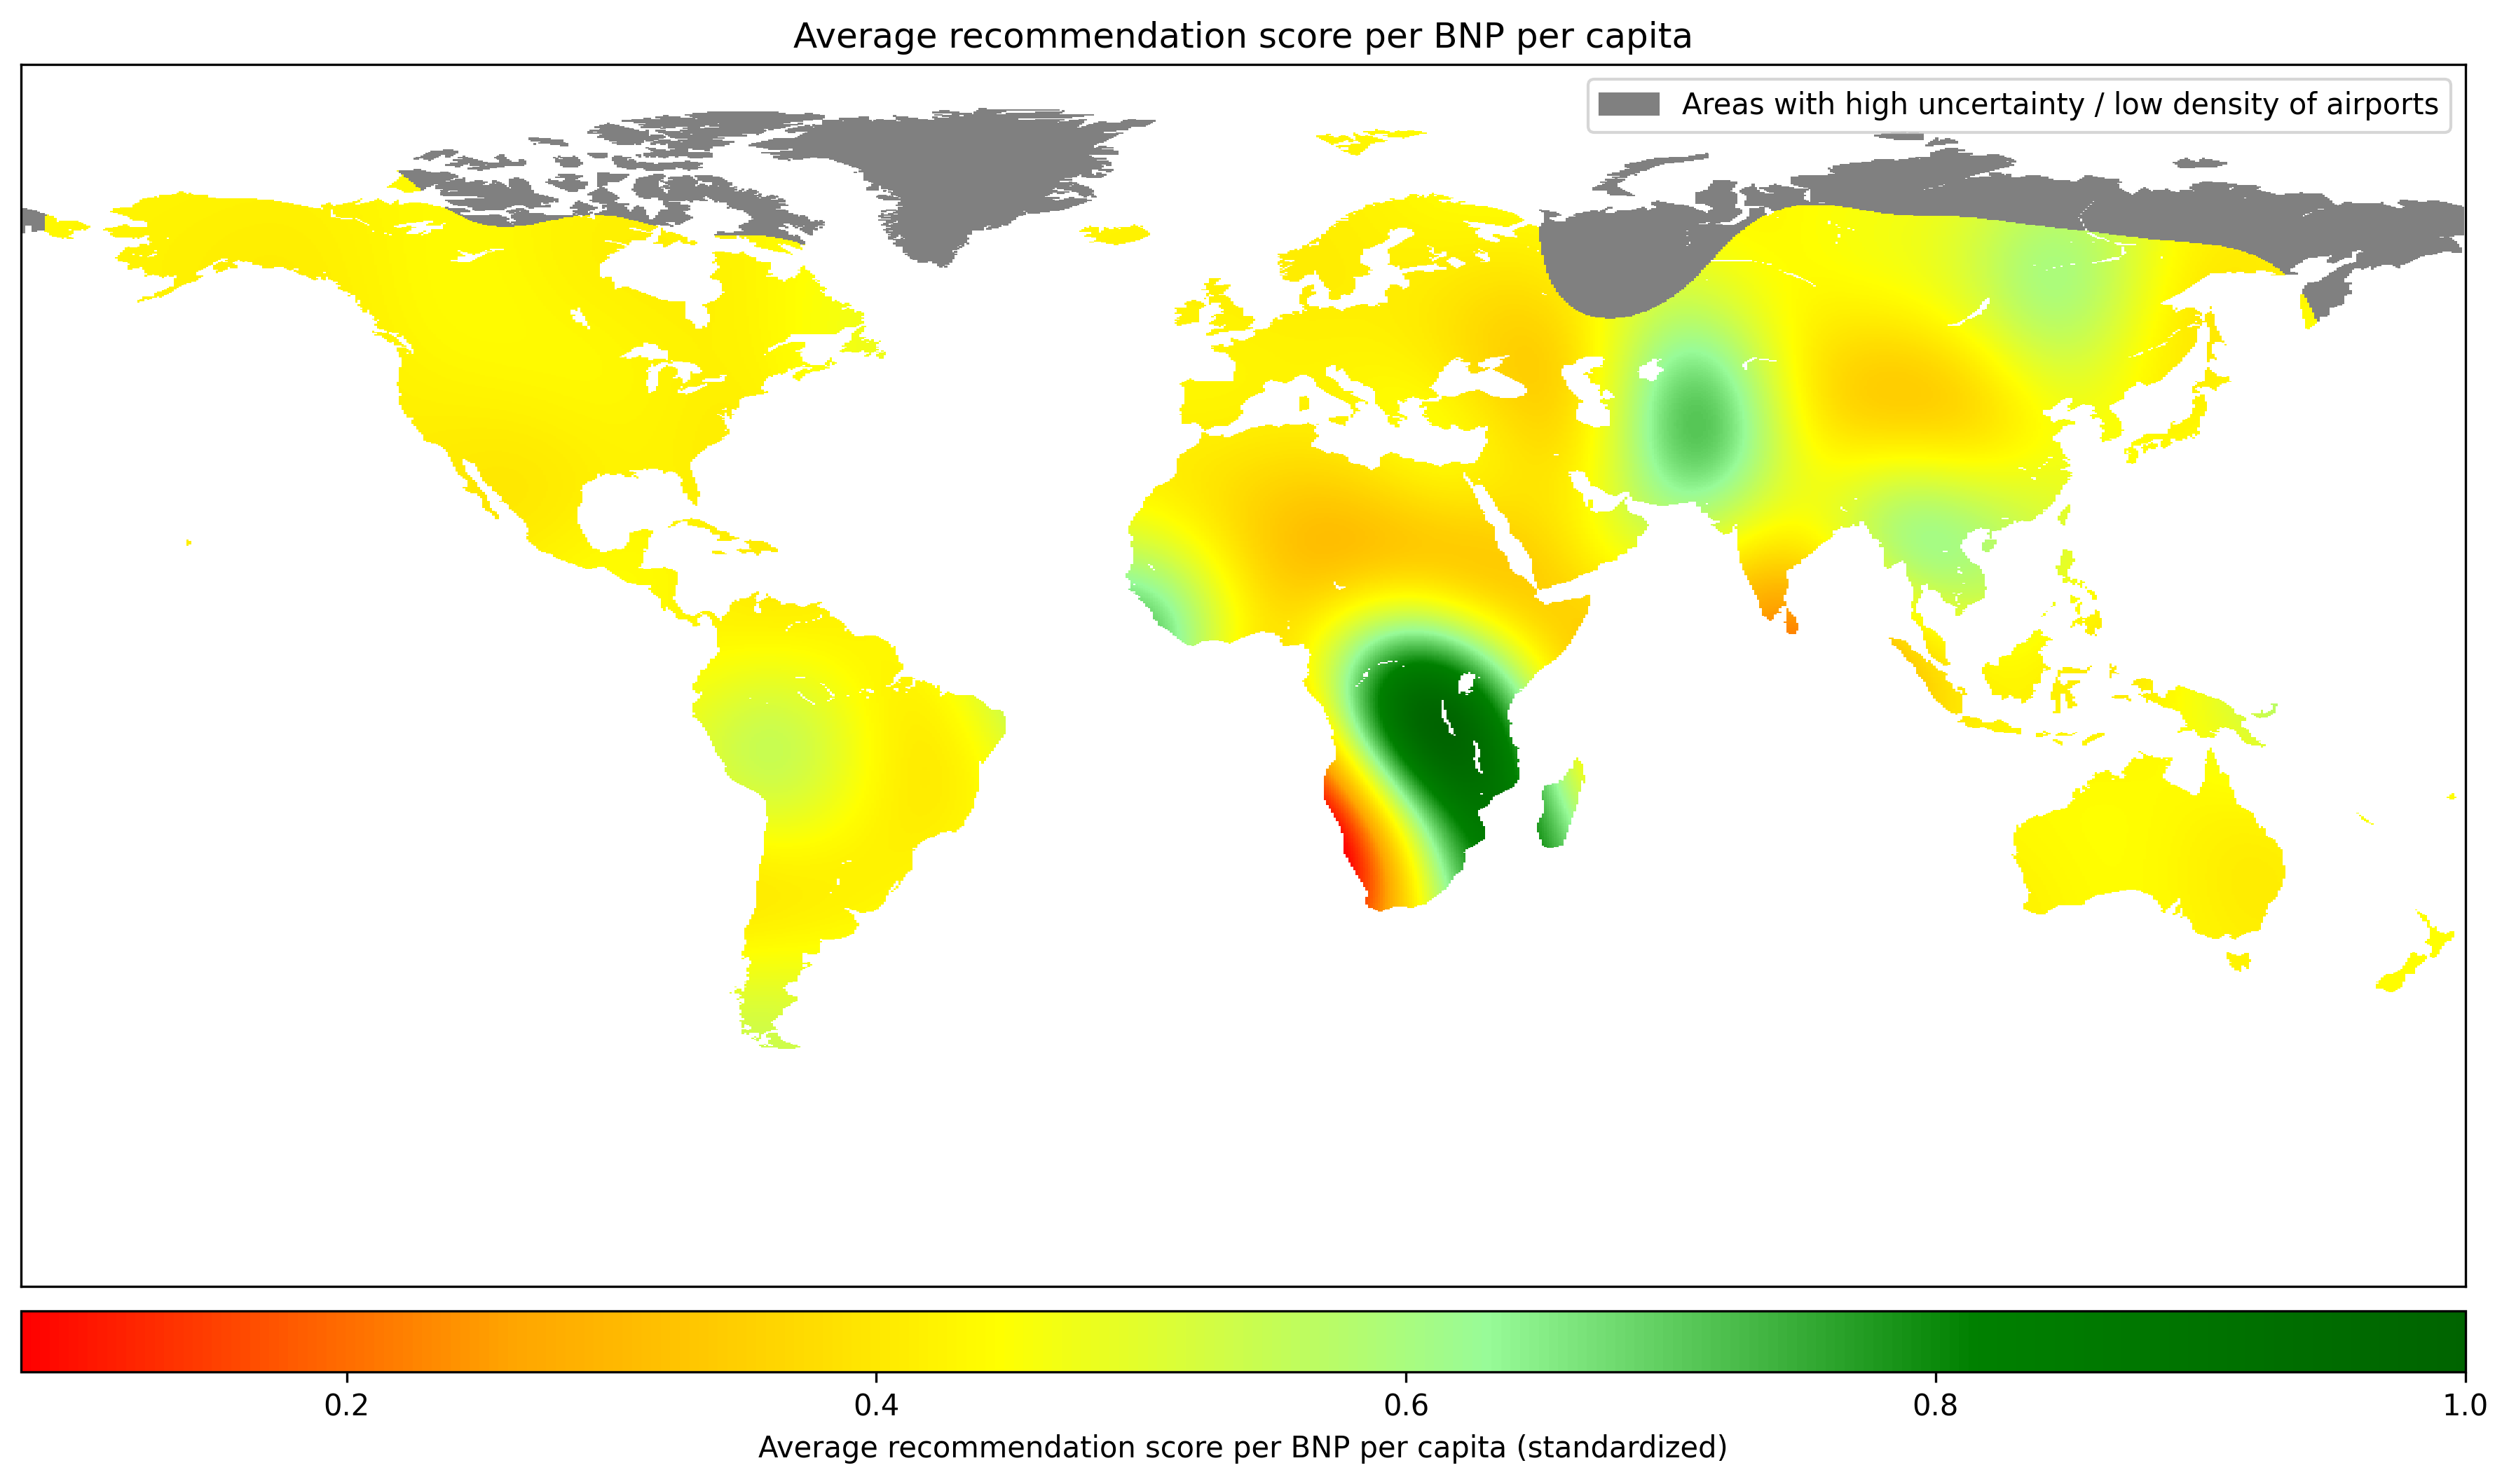 Average recommendation score per BNP per capita
Areas with high uncertainty / low density of airports
0.2
0.4
0.6
0.8
1.0
Average recommendation score per BNP per capita (standardized)